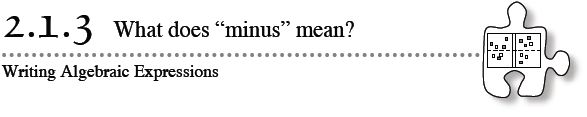 2.1.3 What does “minus” mean?
Writing Algebraic Expressions